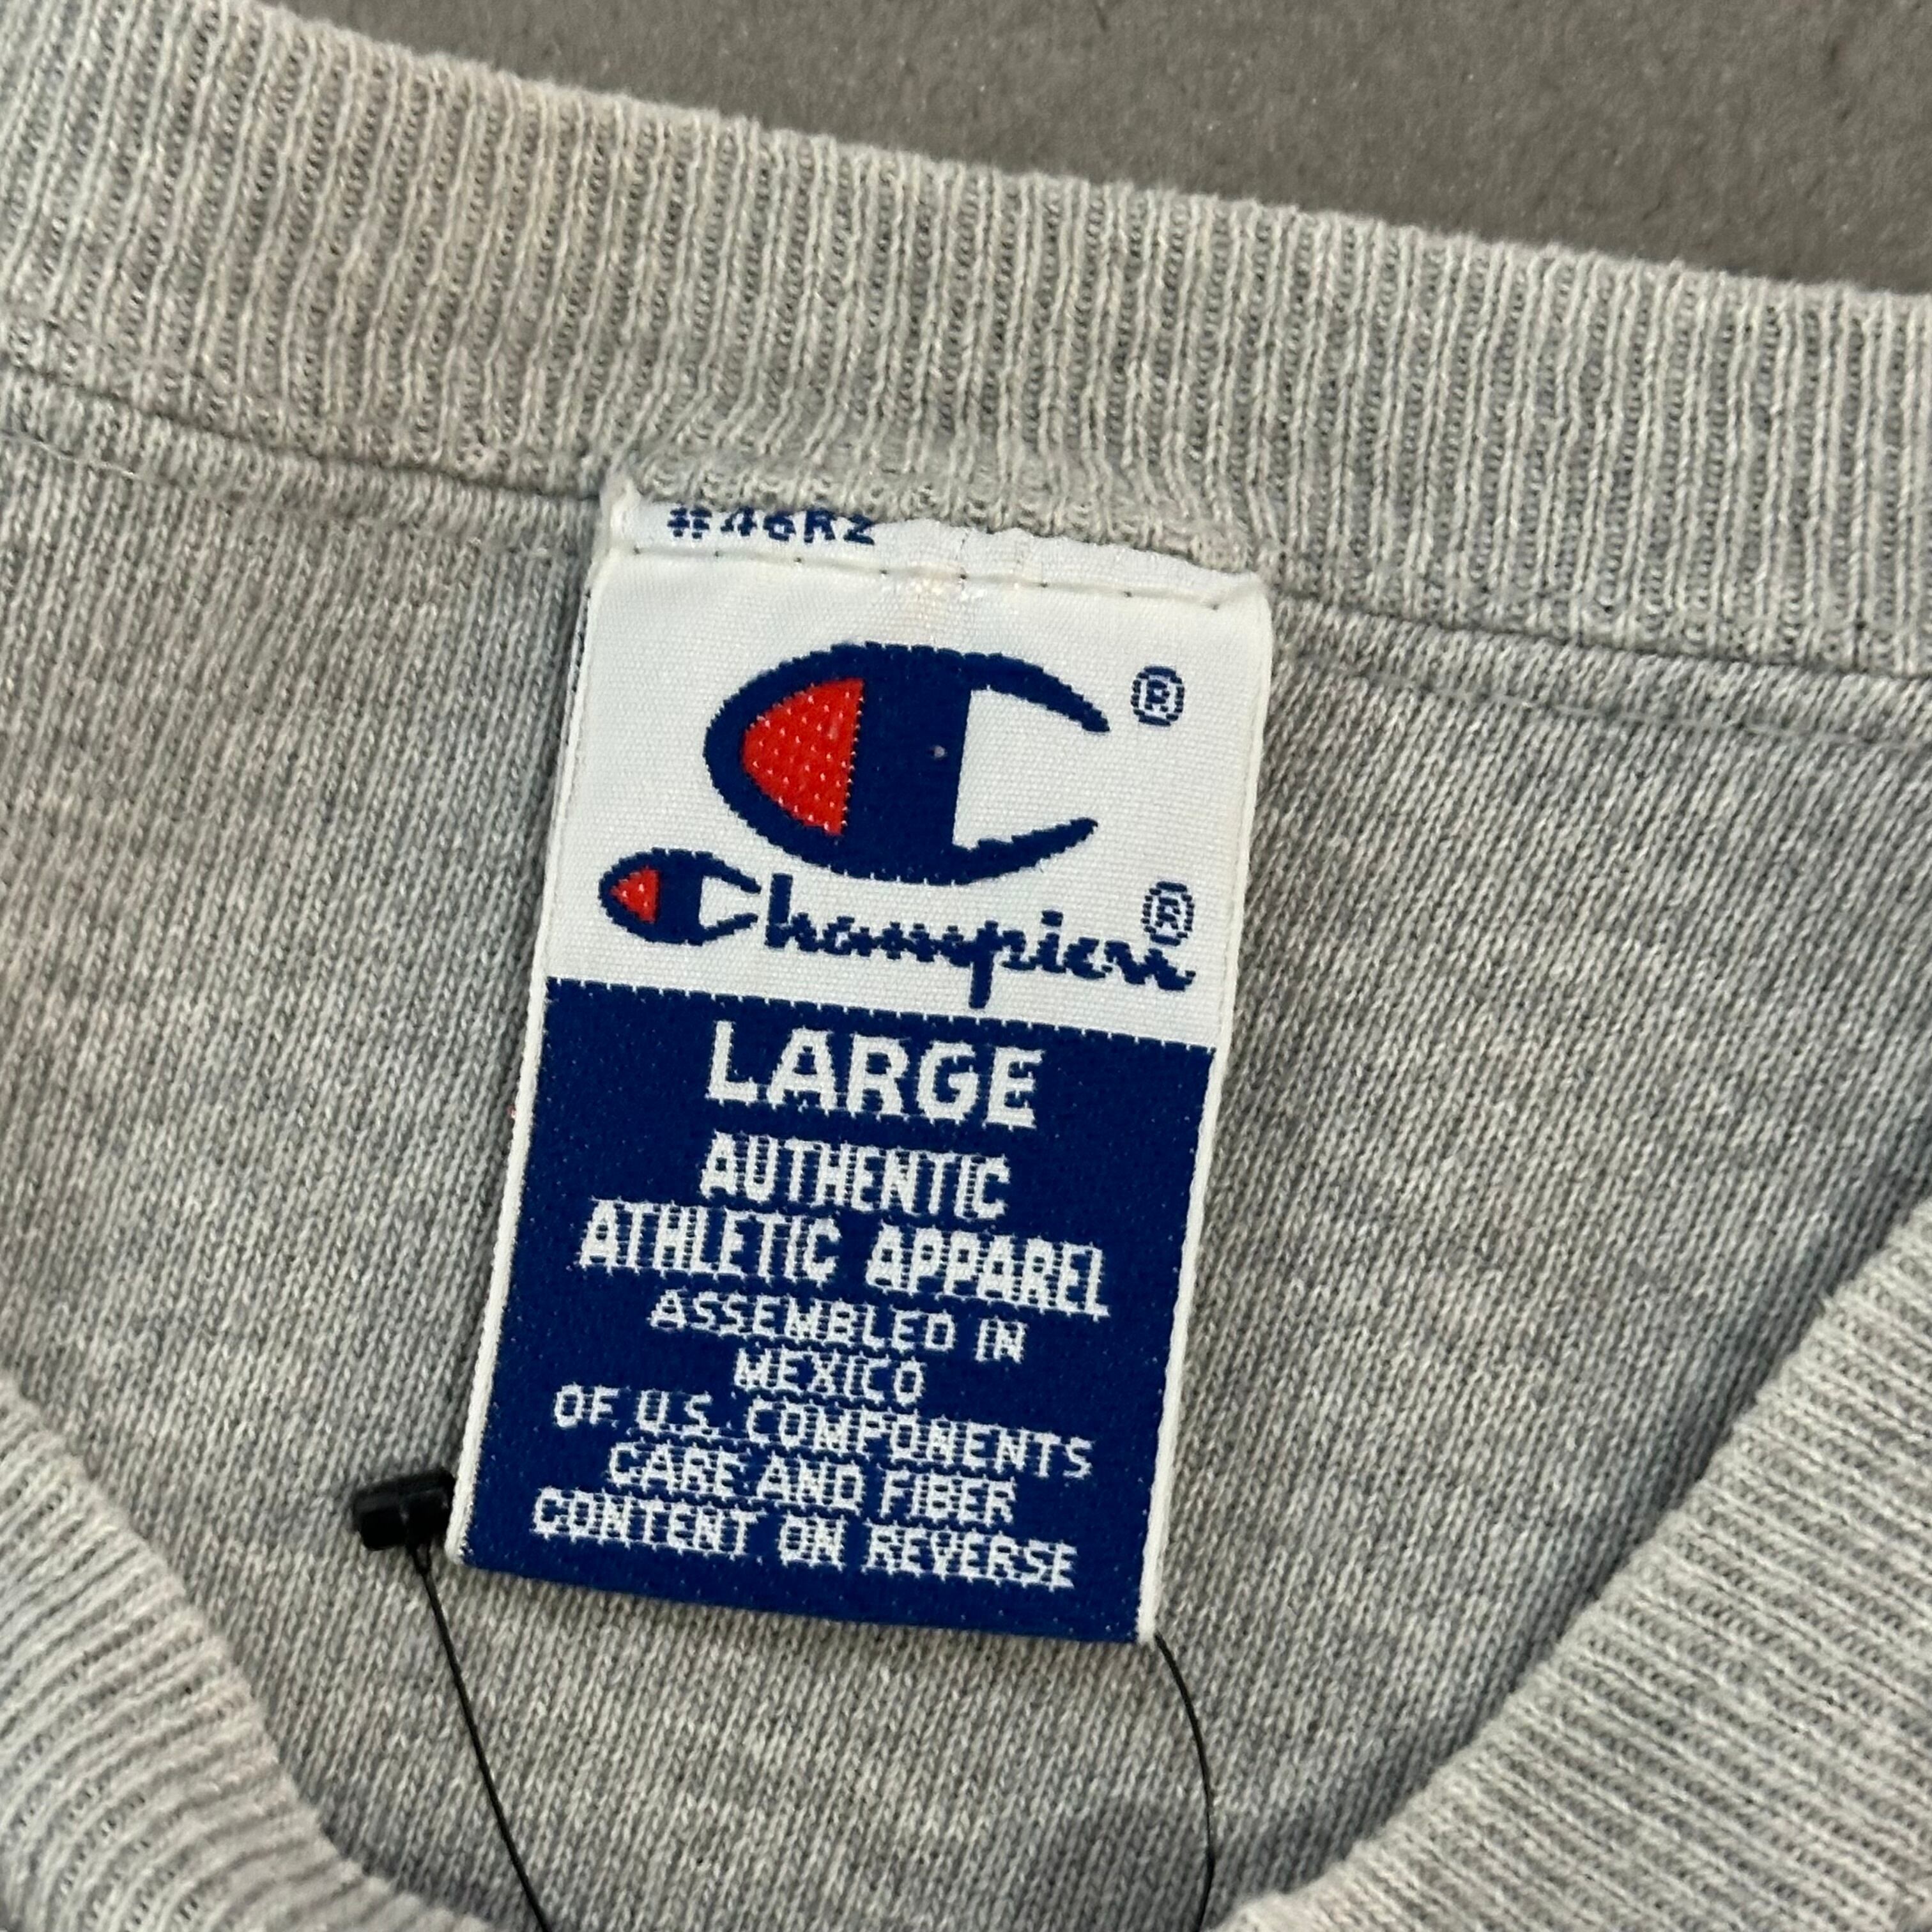 #46R2
®
Champion®
LARGE
AUTHENTIC
ATHLETIC APPAREL
ASSEMBLED IN
MEXICO
OF U.S. COMPONENTS
CARE AND FIBER
CONTENT ON REVERSE